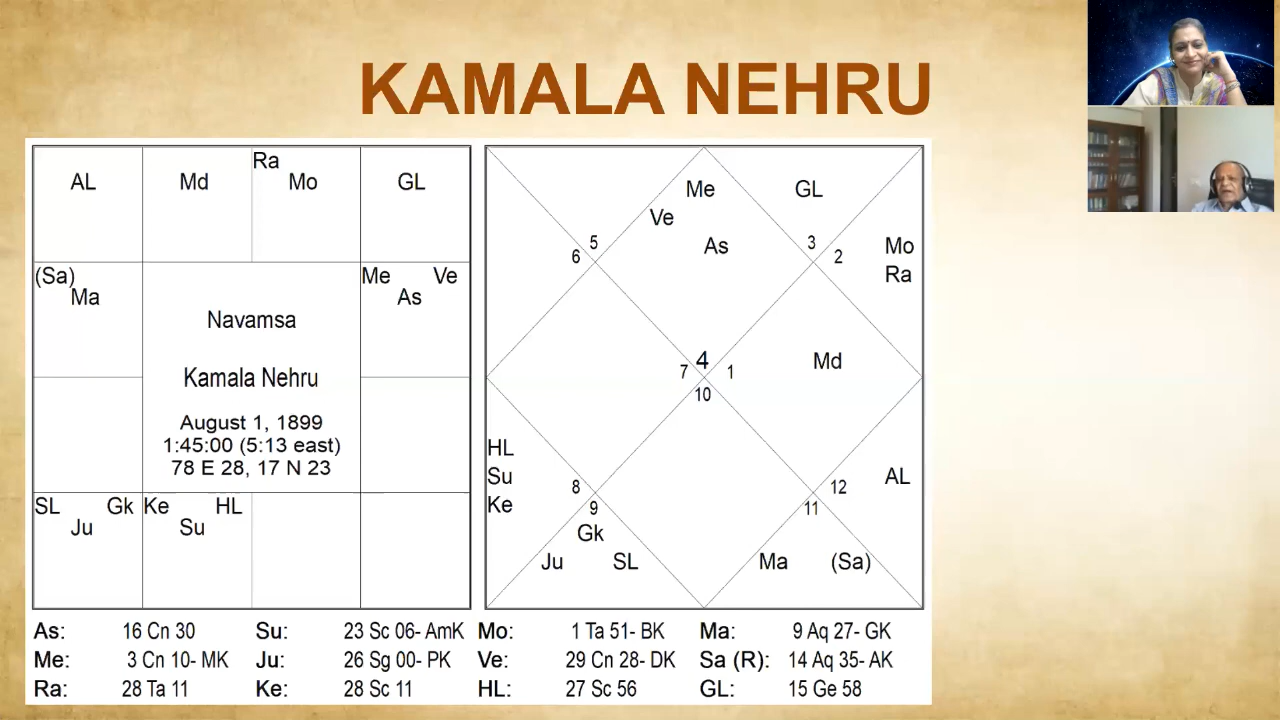 KAMALA NEHRU
AL Md Ra Mo GL
(Sa) Ma Me Ve As
Navamsa
Kamala Nehru
August 1, 1899
1:45:00 (5:13 east)
78 E 28, 17 N 23
SL Gk Ju Ke HL Su
Me GL
Ve
As Mo
5 3
6 2
Ra
4 Md
7 1
10
HL
Su AL
Ke
8 12
9 11
Gk
Ju SL Ma (Sa)
As: 16 Cn 30 Su: 23 Sc 06- AmK Mo: 1 Ta 51- BK Ma: 9 Aq 27- GK
Me: 3 Cn 10- MK Ju: 26 Sg 00- PK Ve: 29 Cn 28- DK Sa (R): 14 Aq 35- AK
Ra: 28 Ta 11 Ke: 28 Sc 11 HL: 27 Sc 56 GL: 15 Ge 58